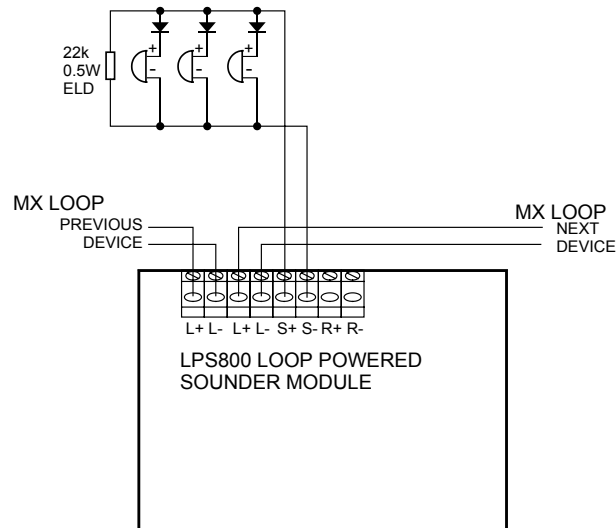 22k
0.5W
ELD
+
-
+
-
+
-
MX LOOP
PREVIOUS
DEVICE
MX LOOP
NEXT
DEVICE
L+ L- L+ L- S+ S- R+ R-
LPS800 LOOP POWERED
SOUNDER MODULE